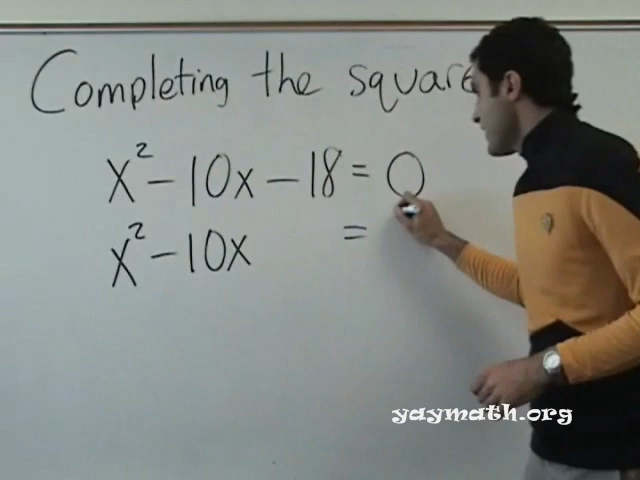 Completing the square
x² - 10x - 18 = 0
x² - 10x =
yaymath.org